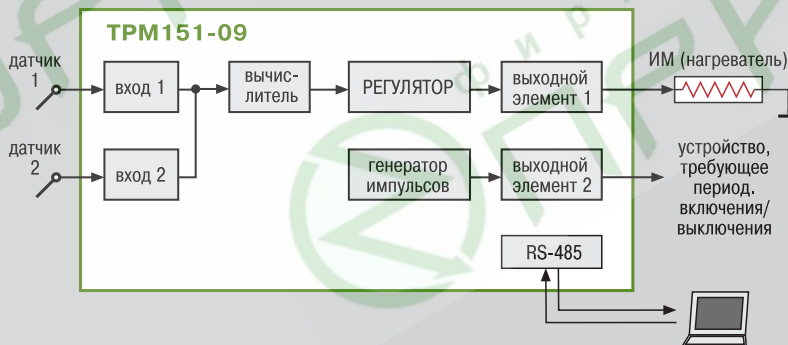 ТРМ151-09
датчик
1
вход 1
вычис-
литель
РЕГУЛЯТОР
выходной
элемент 1
ИМ (нагреватель)
датчик
2
вход 2
генератор
импульсов
выходной
элемент 2
устройство,
требующее
период.
включения/
выключения
RS-485